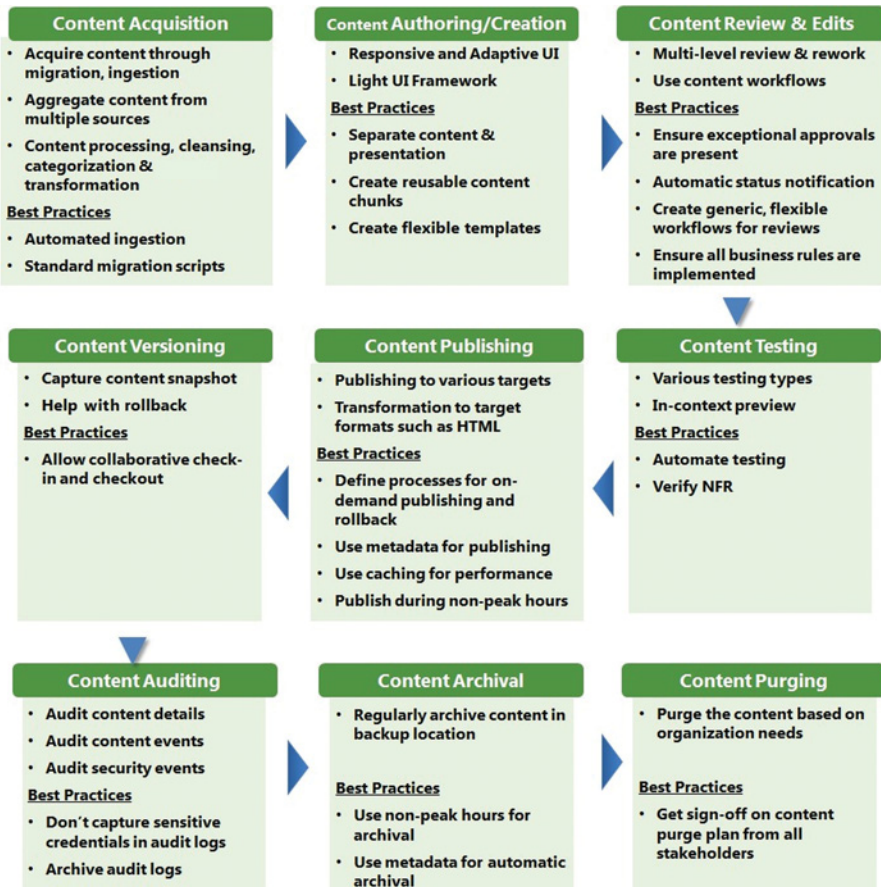 Content Acquisition
• Acquire content through
migration, ingestion
• Aggregate content from
multiple sources
• Content processing, cleansing,
categorization &
transformation
Best Practices
• Automated ingestion
• Standard migration scripts
Content Authoring/Creation
• Responsive and Adaptive UI
• Light UI Framework
Best Practices
• Separate content &
presentation
• Create reusable content
chunks
• Create flexible templates
Content Review & Edits
• Multi-level review & rework
• Use content workflows
Best Practices
• Ensure exceptional approvals
are present
• Automatic status notification
• Create generic, flexible
workflows for reviews
• Ensure all business rules are
implemented
Content Testing
• Various testing types
• In-context preview
Best Practices
• Automate testing
• Verify NFR
Content Publishing
• Publishing to various targets
• Transformation to target
formats such as HTML
Best Practices
• Define processes for on-
demand publishing and
rollback
• Use metadata for publishing
• Use caching for performance
• Publish during non-peak hours
Content Versioning
• Capture content snapshot
• Help with rollback
Best Practices
• Allow collaborative check-
in and checkout
Content Auditing
• Audit content details
• Audit content events
• Audit security events
Best Practices
• Don't capture sensitive
credentials in audit logs
• Archive audit logs
Content Archival
• Regularly archive content in
backup location
Best Practices
• Use non-peak hours for
archival
• Use metadata for automatic
archival
Content Purging
• Purge the content based on
organization needs
Best Practices
• Get sign-off on content
purge plan from all
stakeholders